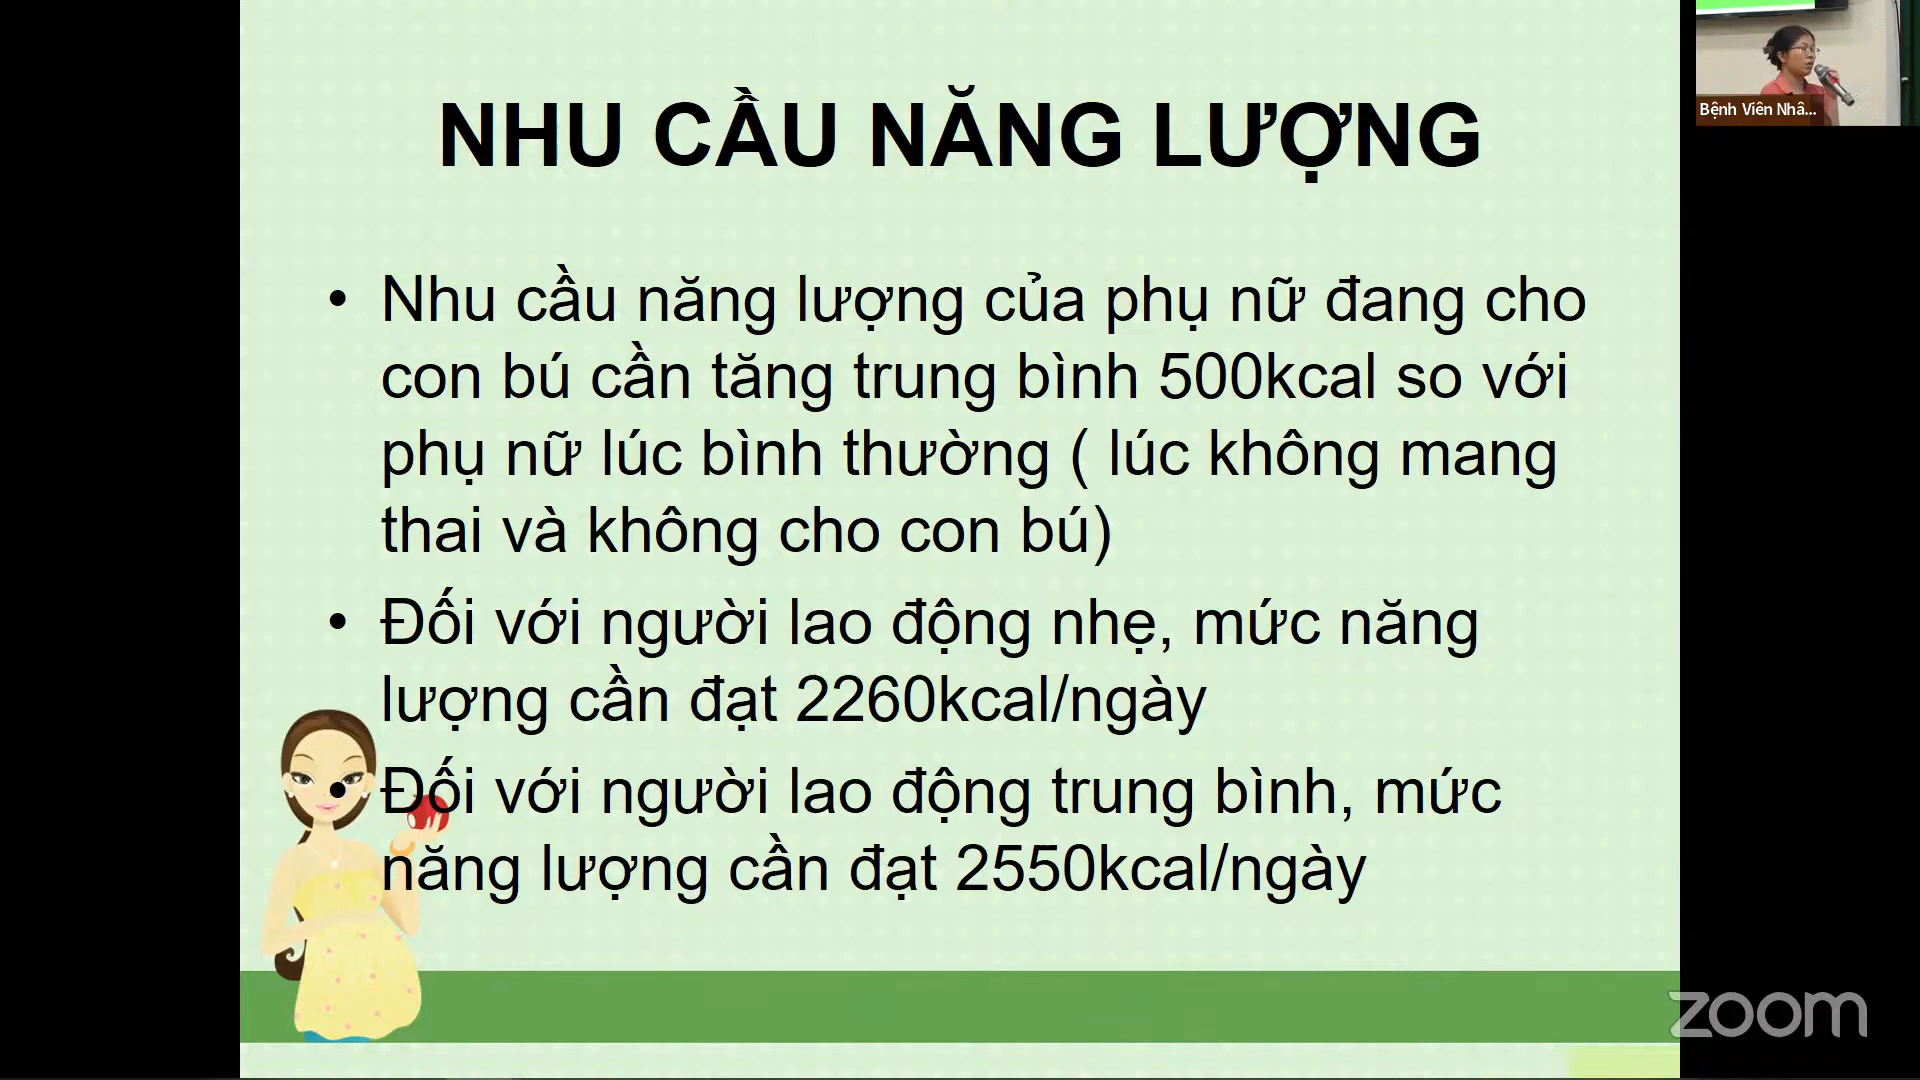 NHU CẦU NĂNG LƯỢNG
• Nhu cầu năng lượng của phụ nữ đang cho
con bú cần tăng trung bình 500kcal so với
phụ nữ lúc bình thường ( lúc không mang
thai và không cho con bú)
• Đối với người lao động nhẹ, mức năng
lượng cần đạt 2260kcal/ngày
• Đối với người lao động trung bình, mức
năng lượng cần đạt 2550kcal/ngày
Bệnh Viên Nhâ...
zoom